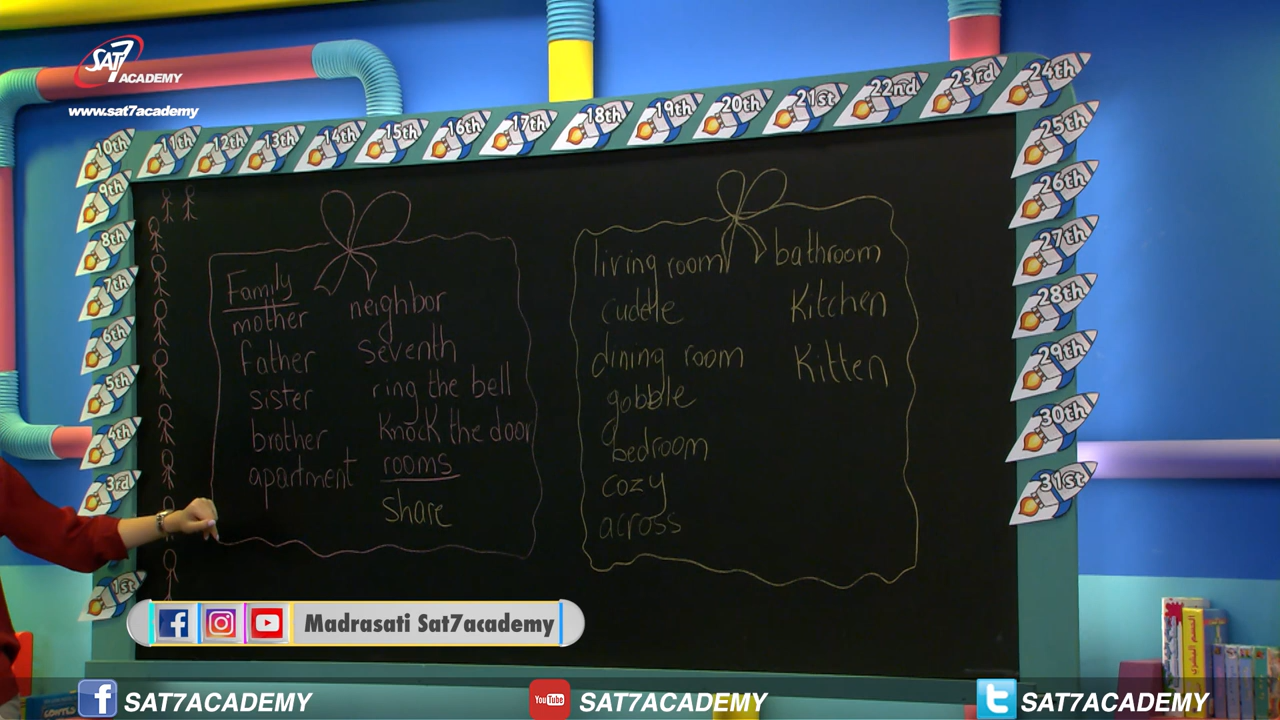 SAT7
ACADEMY
www.sat7academy
10th 11th 12th 13th 14th 15th 16th 17th 18th 19th 20th 21st 22nd 23rd 24th
9th
8th
7th
6th
5th
4th
3rd
1st
25th
26th
27th
28th
29th
30th
31st
Family
mother
father
sister
brother
apartment
neighbor
seventh
ring the bell
knock the door
rooms
share
living room
cuddle
dining room
gobble
bedroom
cozy
across
bathroom
Kitchen
Kitten
Madrasati Sat7academy
SAT7ACADEMY
YouTube
SAT7ACADEMY
SAT7ACADEMY